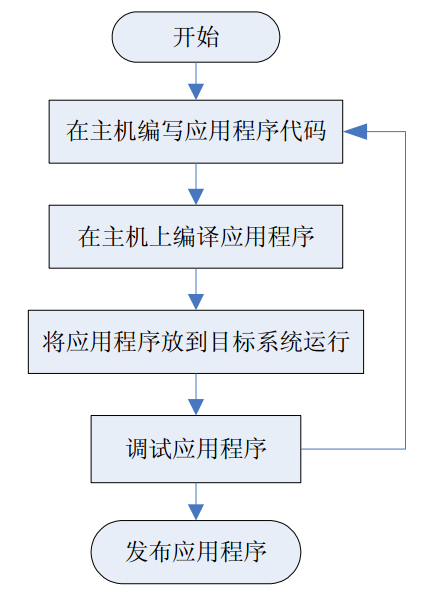 开始
在主机编写应用程序代码
在主机上编译应用程序
将应用程序放到目标系统运行
调试应用程序
发布应用程序